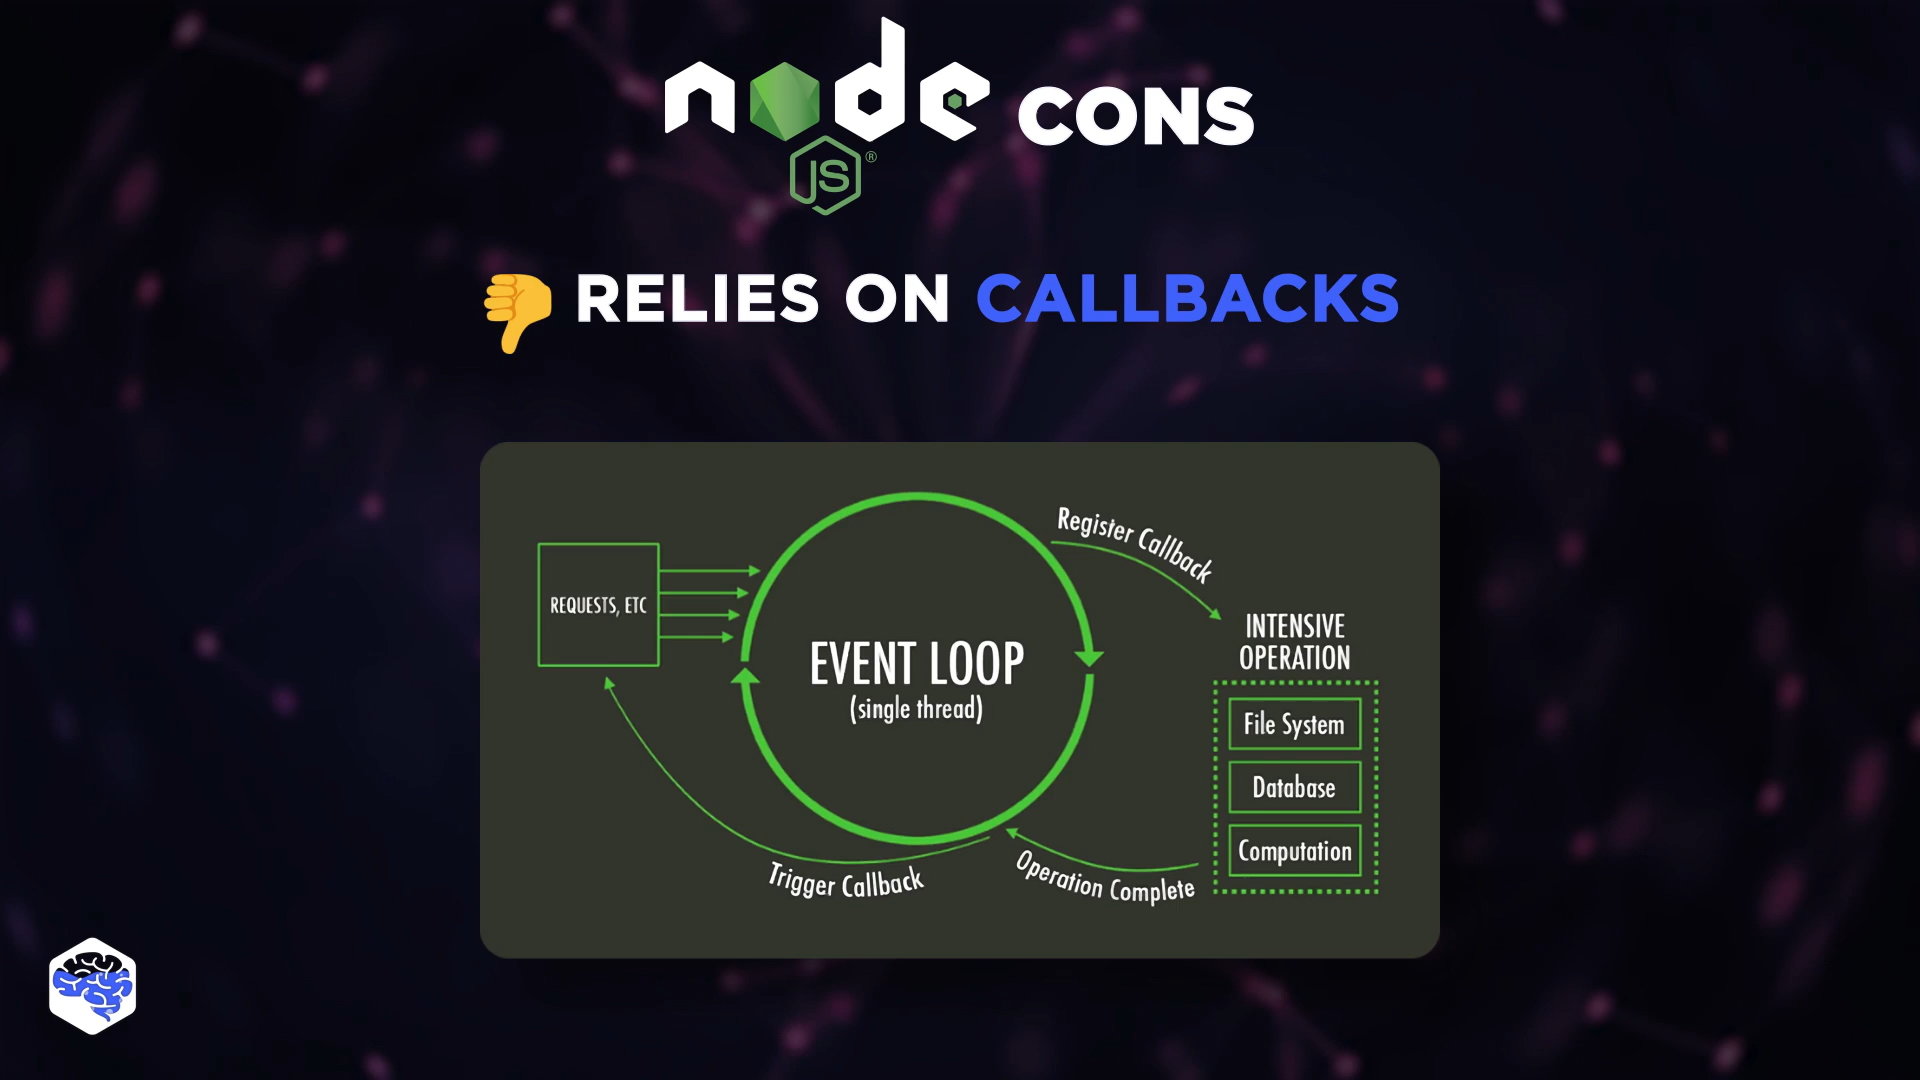 node CONS
JS®
👎 RELIES ON CALLBACKS
Register Callback
REQUESTS, ETC
INTENSIVE
OPERATION
EVENT LOOP
(single thread)
File System
Database
Computation
Trigger Callback
Operation Complete